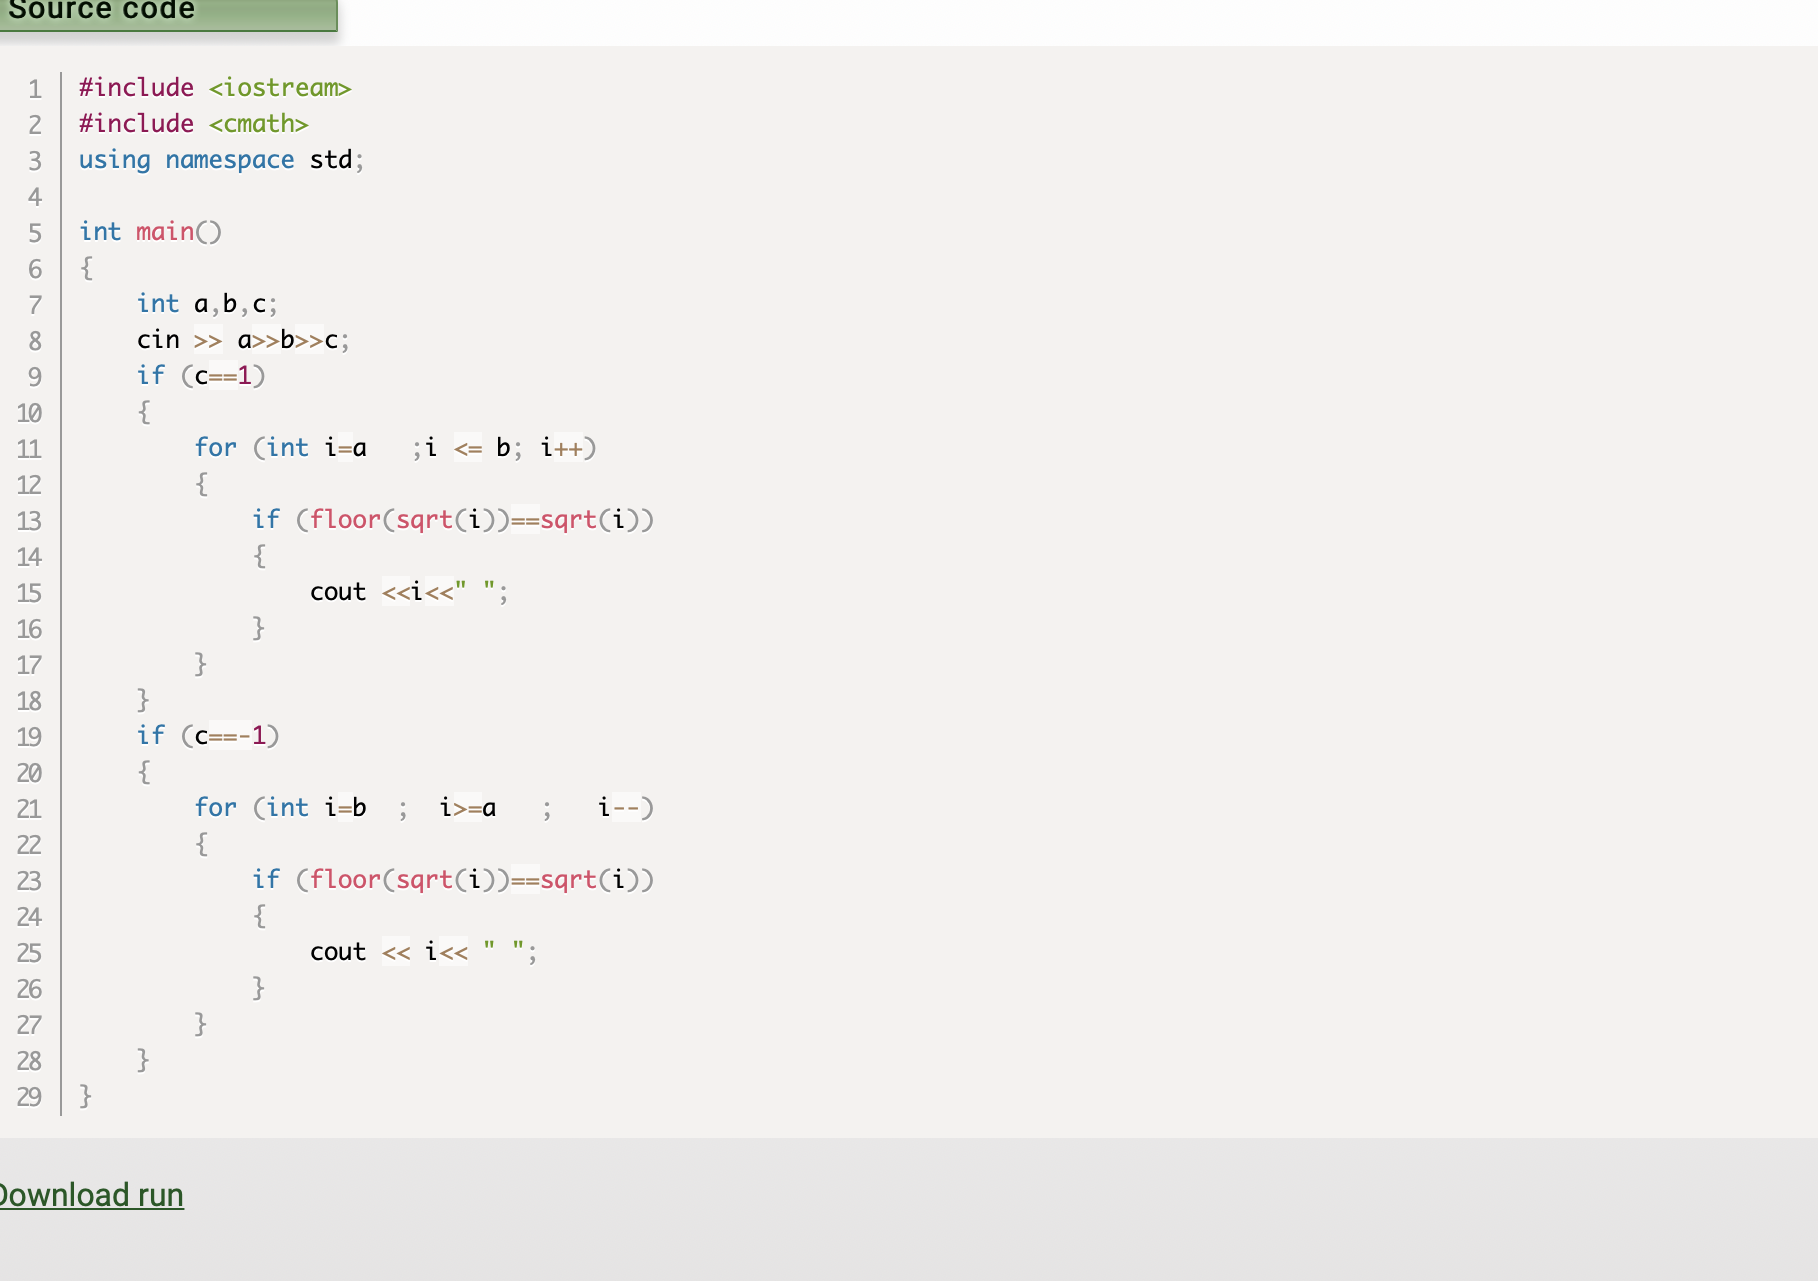 Source code
1 #include <iostream>
2 #include <cmath>
3 using namespace std;
4
5 int main()
6 {
7     int a,b,c;
8     cin >> a>>b>>c;
9     if (c==1)
10     {
11         for (int i=a   ;i <= b; i++)
12         {
13             if (floor(sqrt(i))==sqrt(i))
14             {
15                 cout <<i<<" ";
16             }
17         }
18     }
19     if (c==-1)
20     {
21         for (int i=b  ;  i>=a   ;   i--)
22         {
23             if (floor(sqrt(i))==sqrt(i))
24             {
25                 cout << i<< " ";
26             }
27         }
28     }
29 }
Download run